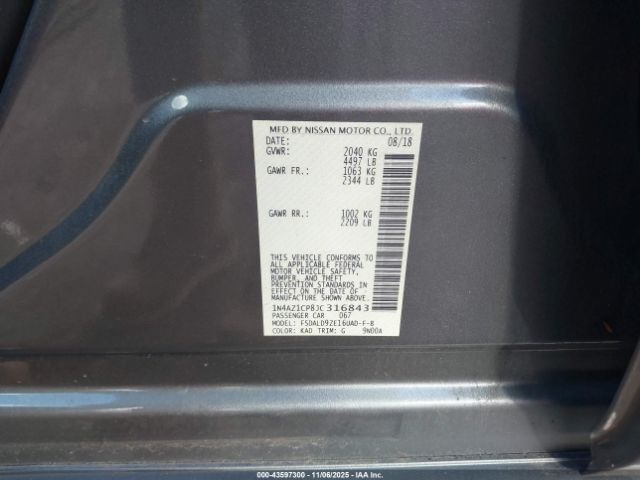 MFD BY NISSAN MOTOR CO., LTD.
DATE: 08/18
GVWR: 2040 KG
4497 LB
GAWR FR.: 1063 KG
2344 LB
GAWR RR.: 1002 KG
2209 LB
THIS VEHICLE CONFORMS TO
ALL APPLICABLE FEDERAL
MOTOR VEHICLE SAFETY,
BUMPER, AND THEFT
PREVENTION STANDARDS IN
EFFECT ON THE DATE OF
MANUFACTURE SHOWN ABOVE.
1N4AZ1CP8JC316843
PASSENGER CAR 067
MODEL: FSDALD9ZE16UAD-F-B
COLOR: KAD TRIM: G 9ND0A
000-43597300 - 11/06/2025 - IAA Inc.